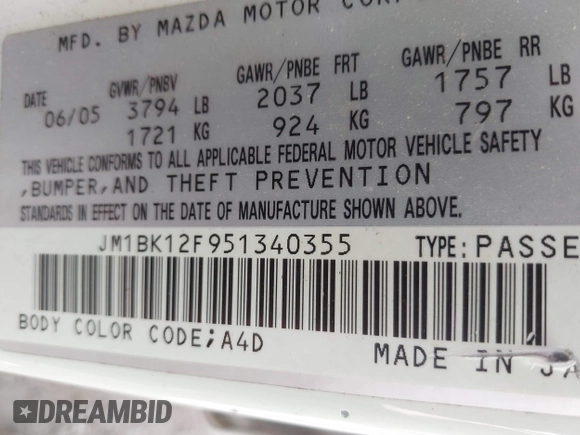 MFD. BY MAZDA MOTOR
DATE GVWR/PNBV GAWR/PNBE FRT GAWR/PNBE RR
06/05 3794 LB 2037 LB 1757 LB
1721 KG 924 KG 797 KG
THIS VEHICLE CONFORMS TO ALL APPLICABLE FEDERAL MOTOR VEHICLE SAFETY
,BUMPER,AND THEFT PREVENTION
STANDARDS IN EFFECT ON THE DATE OF MANUFACTURE SHOWN ABOVE.
JM1BK12F951340355 TYPE:PASSE
BODY COLOR CODE;A4D
MADE IN JA
DREAMBID